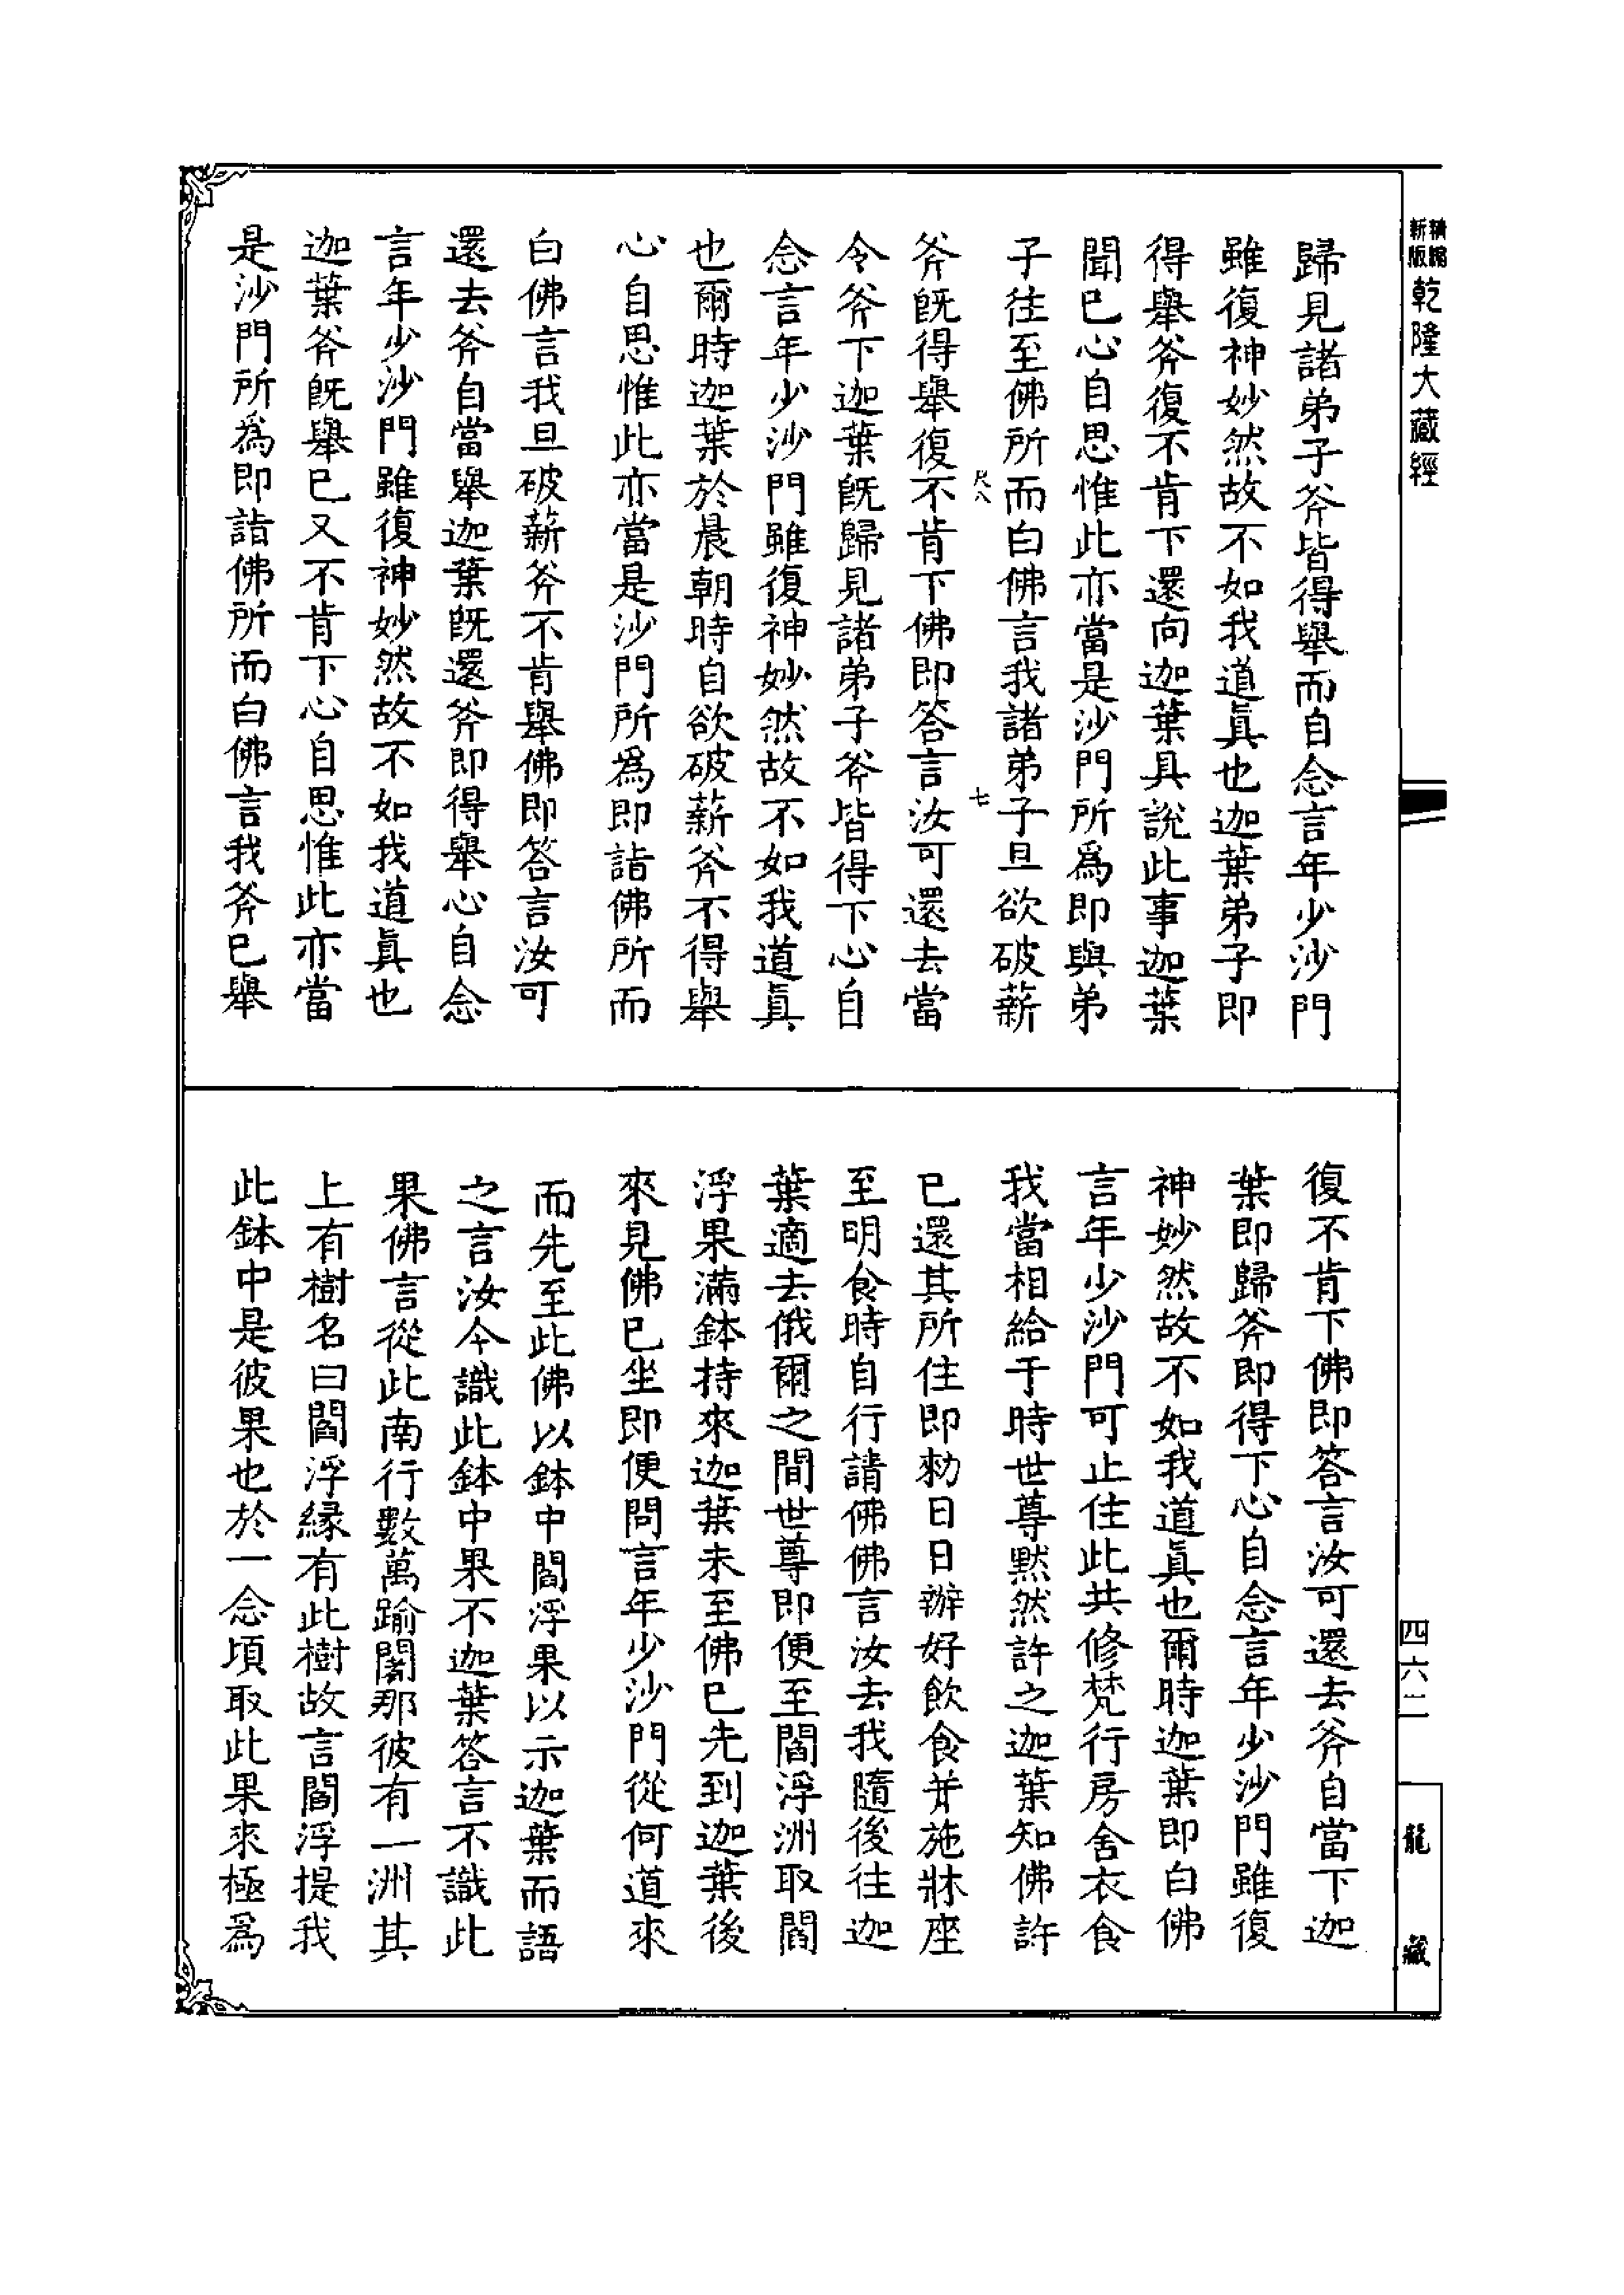 新版
精縮
乾隆大藏經
歸見諸弟子斧皆得舉而自念言年少沙門
雖復神妙然故不如我道眞也迦葉弟子即
得舉斧復不肯下還向迦葉具說此事迦葉
聞已心自思惟此亦當是沙門所爲即與弟
子往至佛所而白佛言我諸弟子旦欲破薪
尺八
七
斧既得舉復不肯下佛即答言汝可還去當
令斧下迦葉既歸見諸弟子斧皆得下心自
念言年少沙門雖復神妙然故不如我道眞
也爾時迦葉於晨朝時自欲破薪斧不得舉
心自思惟此亦當是沙門所爲即詣佛所而
白佛言我旦破薪斧不肯舉佛即答言汝可
還去斧自當舉迦葉既還斧即得舉心自念
言年少沙門雖復神妙然故不如我道眞也
迦葉斧既舉已又不肯下心自思惟此亦當
是沙門所爲即詣佛所而白佛言我斧已舉
復不肯下佛即答言汝可還去斧自當下迦
葉即歸斧即得下心自念言年少沙門雖復
神妙然故不如我道眞也爾時迦葉即白佛
言年少沙門可止住此共修梵行房舍衣食
我當相給于時世尊默然許之迦葉知佛許
已還其所住即勑日日辦好飲食并施牀座
至明食時自行請佛佛言汝去我隨後往迦
葉適去俄爾之間世尊即便至閻浮洲取閻
浮果滿鉢持來迦葉未至佛已先到迦葉後
來見佛已坐即便問言年少沙門從何道來
而先至此佛以鉢中閻浮果以示迦葉而語
之言汝今識此鉢中果不迦葉答言不識此
果佛言從此南行數萬踰闍那彼有一洲其
上有樹名曰閻浮縁有此樹故言閻浮提我
此鉢中是彼果也於一念頃取此果來極爲
四六二
龍藏